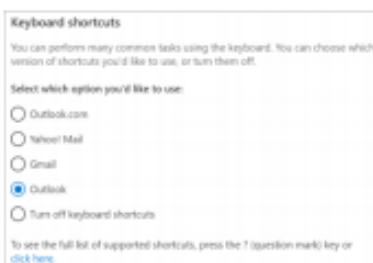 Keyboard shortcuts
You can perform many common tasks using the keyboard. You can choose which
version of shortcuts you'd like to use, or turn them off.
Select which option you'd like to use:
Outlook.com
Yahoo! Mail
Gmail
Outlook
Turn off keyboard shortcuts
To see the full list of supported shortcuts, press the ? (question mark) key or
click here.